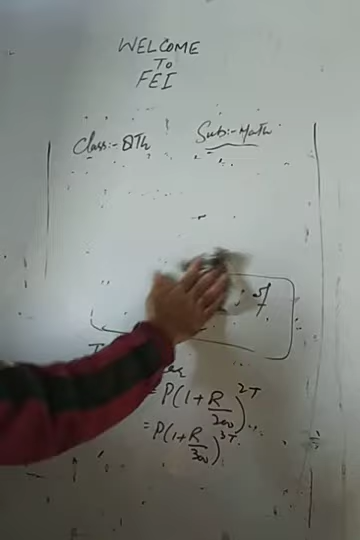 WELCOME
TO
FEI
Class:- 8Th Sub:- Math
= P(1+R/200)^2T
= P(1+R/300)^3T